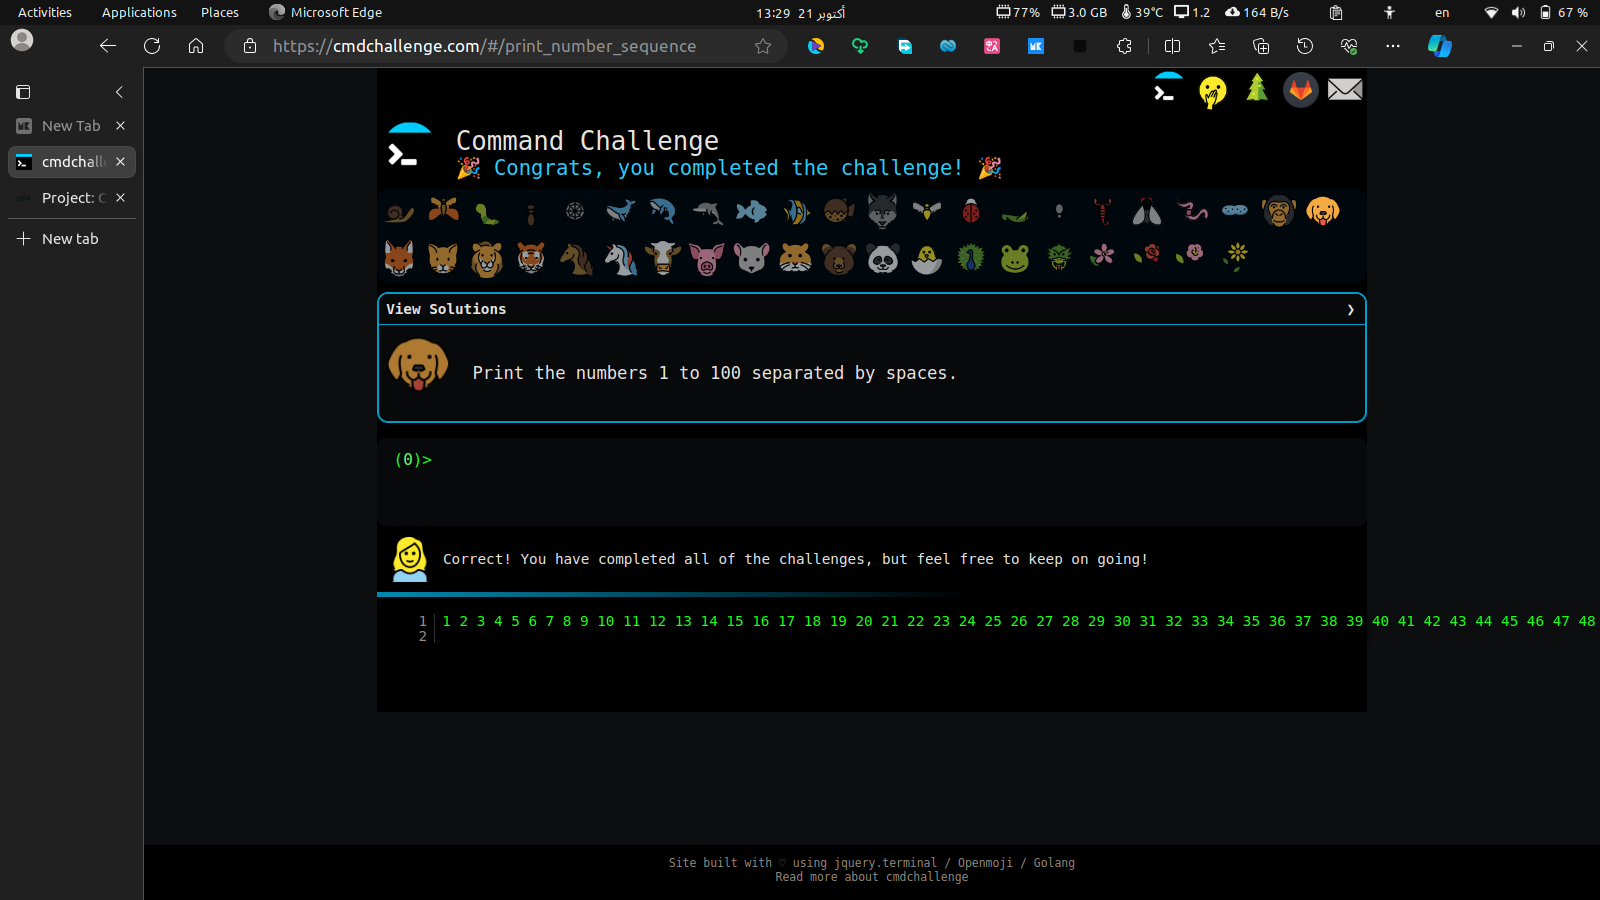 Activities Applications Places Microsoft Edge 13:29 21 أكتوبر 77% 3.0 GB 39°C 1.2 164 B/s en 67 %
https://cmdchallenge.com/#/print_number_sequence
New Tab
cmdchall
Project: C
New tab
Command Challenge
Congrats, you completed the challenge!
View Solutions
Print the numbers 1 to 100 separated by spaces.
(0)>
Correct! You have completed all of the challenges, but feel free to keep on going!
1 1 2 3 4 5 6 7 8 9 10 11 12 13 14 15 16 17 18 19 20 21 22 23 24 25 26 27 28 29 30 31 32 33 34 35 36 37 38 39 40 41 42 43 44 45 46 47 48
2
Site built with ♡ using jquery.terminal / Openmoji / Golang
Read more about cmdchallenge